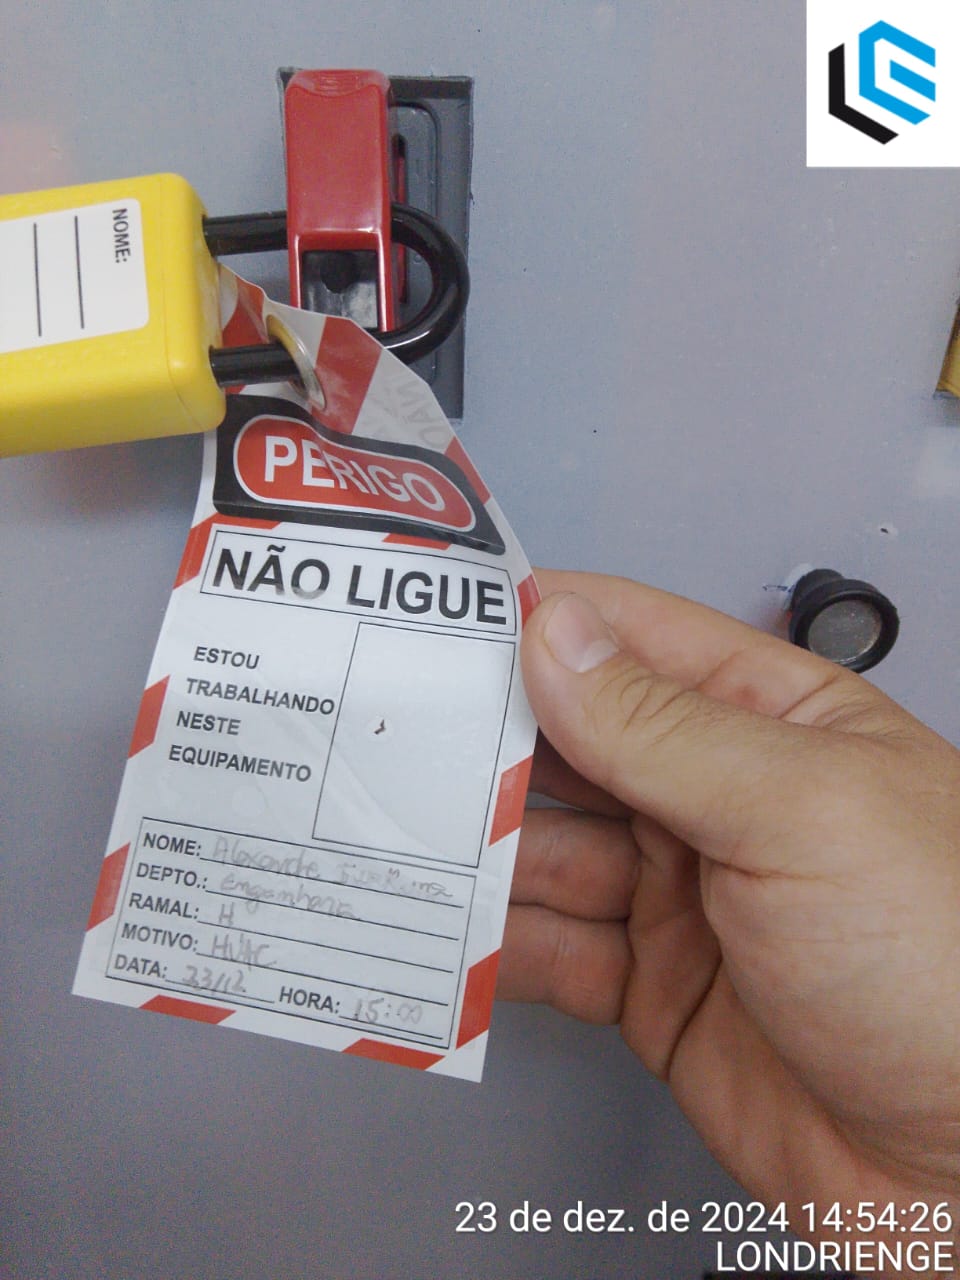 NOME:
PERIGO
NÃO LIGUE
ESTOU
TRABALHANDO
NESTE
EQUIPAMENTO
NOME: Alexandre
DEPTO.: Engenharia
RAMAL: H
MOTIVO: HVAC
DATA: 23/12 HORA: 15:00
23 de dez. de 2024 14:54:26
LONDRIENGE